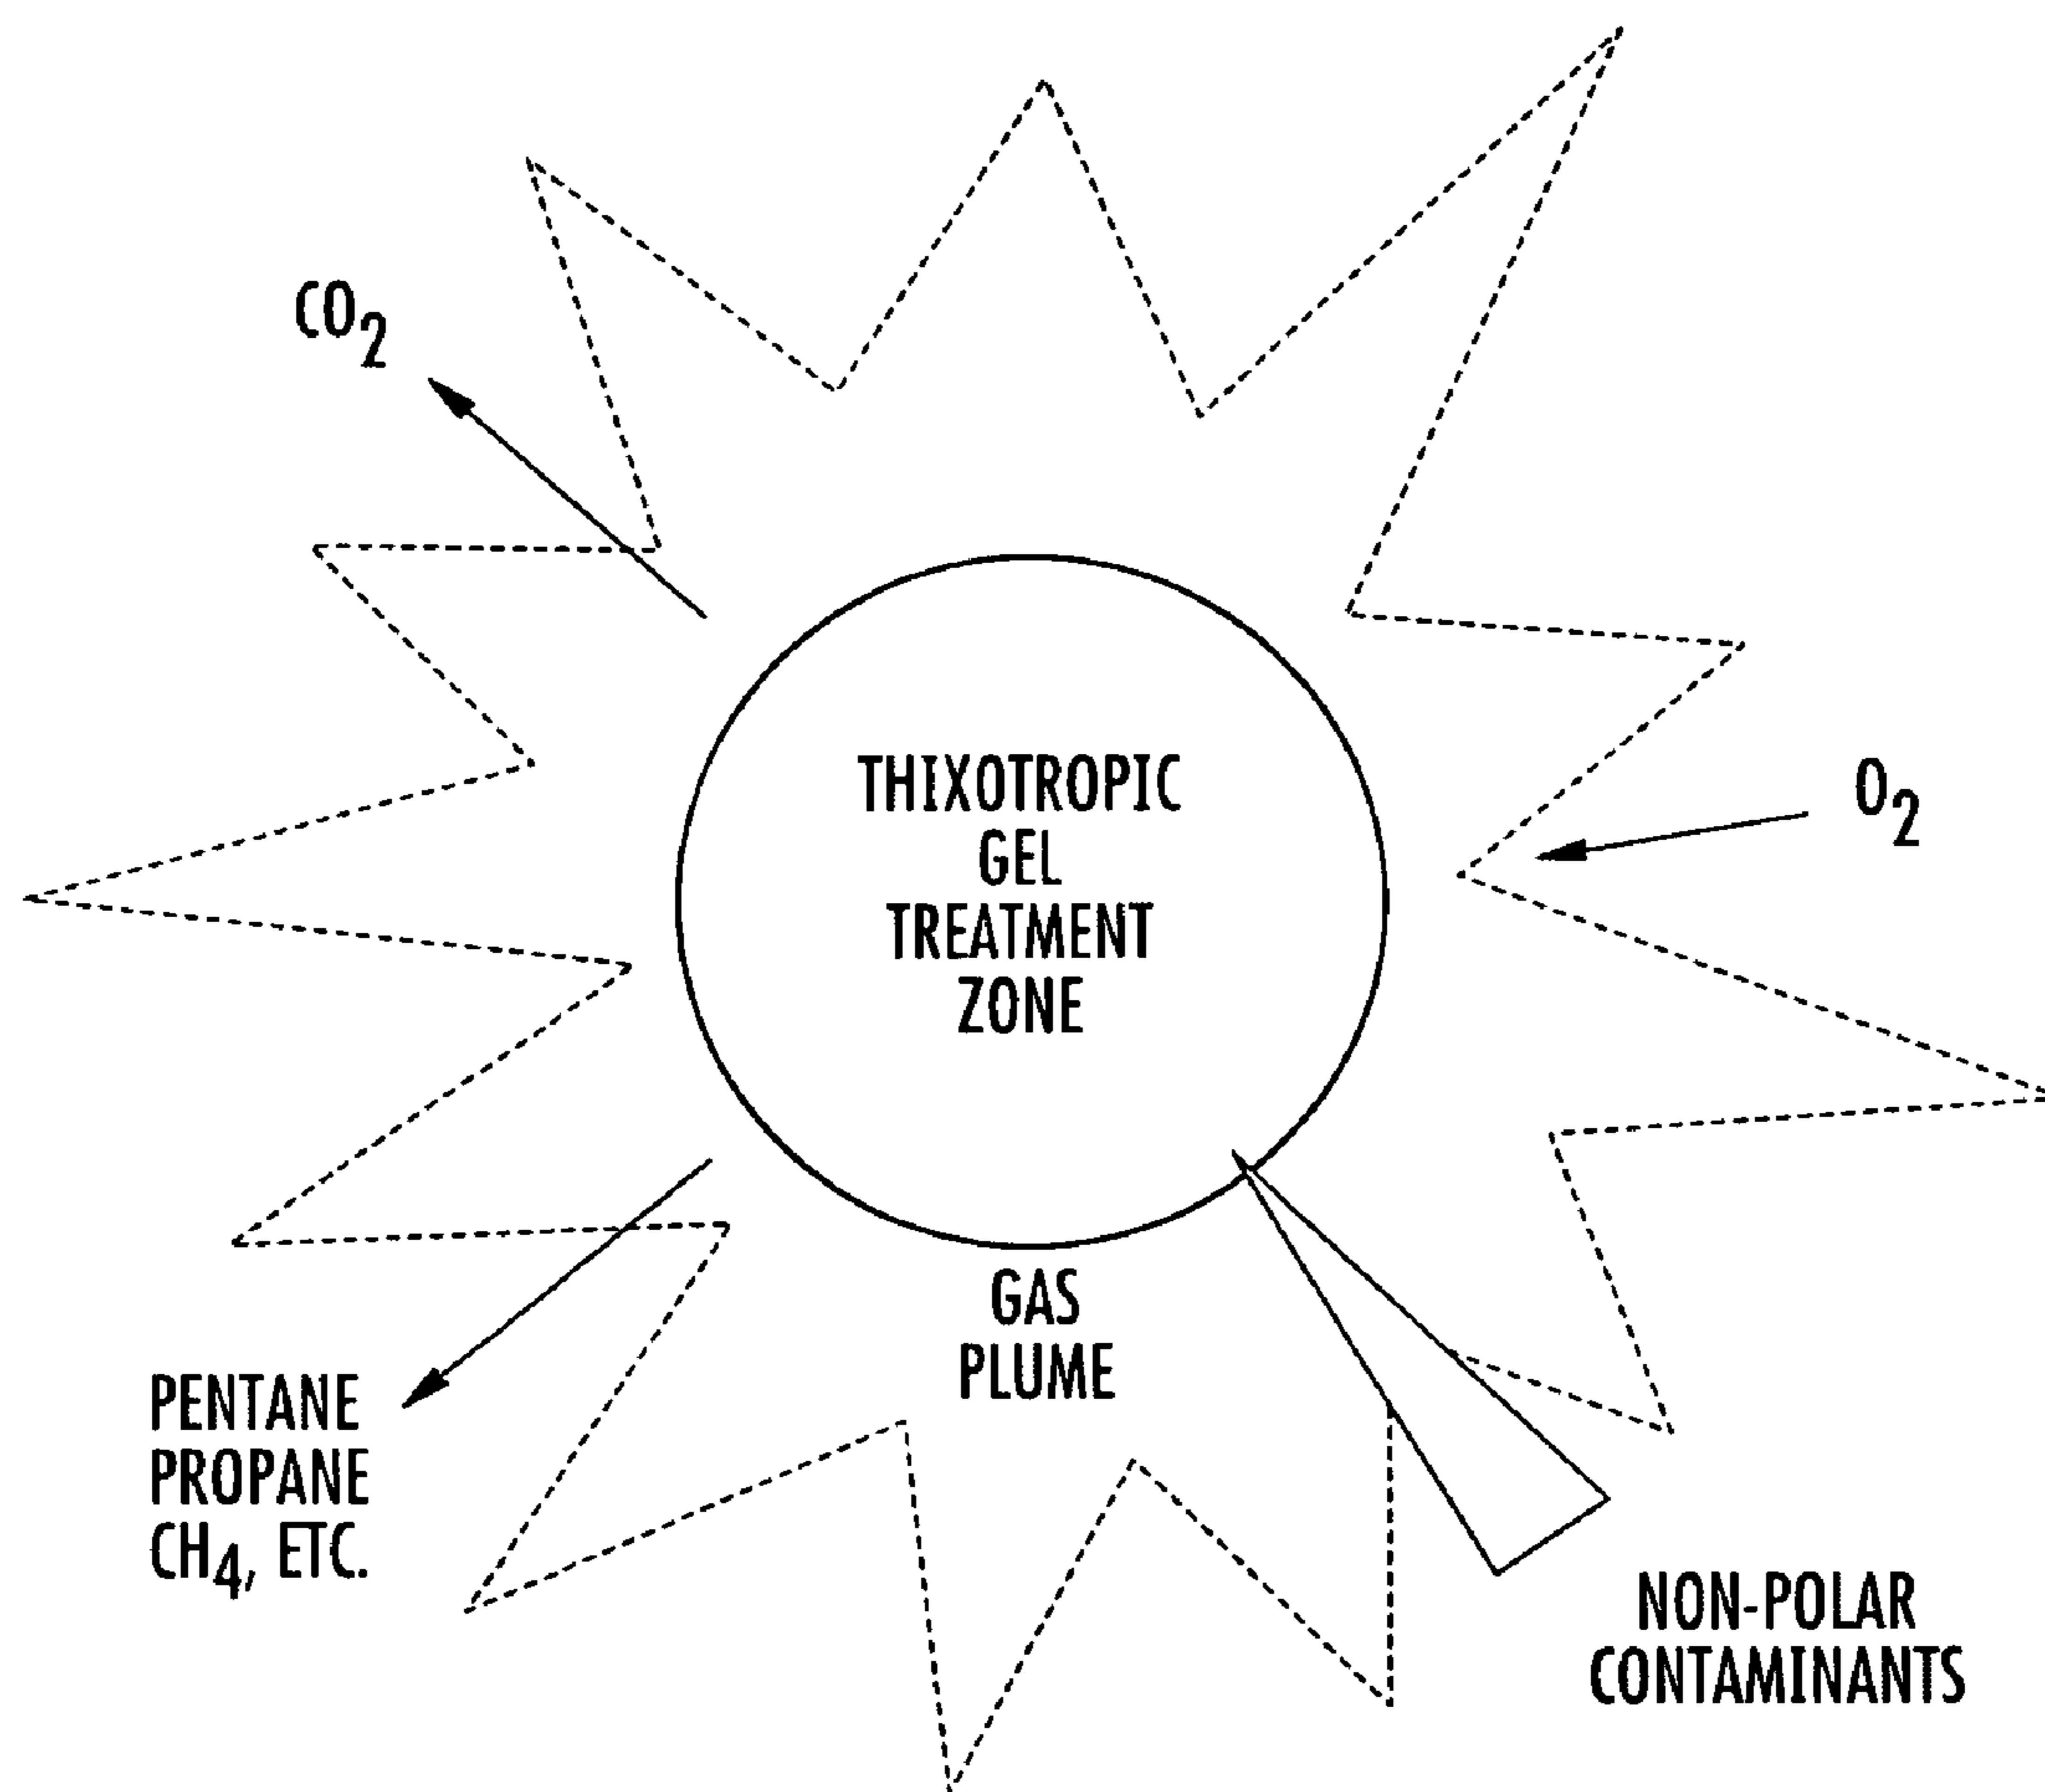 CO2
THIXOTROPIC
GEL
TREATMENT
ZONE
O2
GAS
PLUME
PENTANE
PROPANE
CH4, ETC.
NON-POLAR
CONTAMINANTS